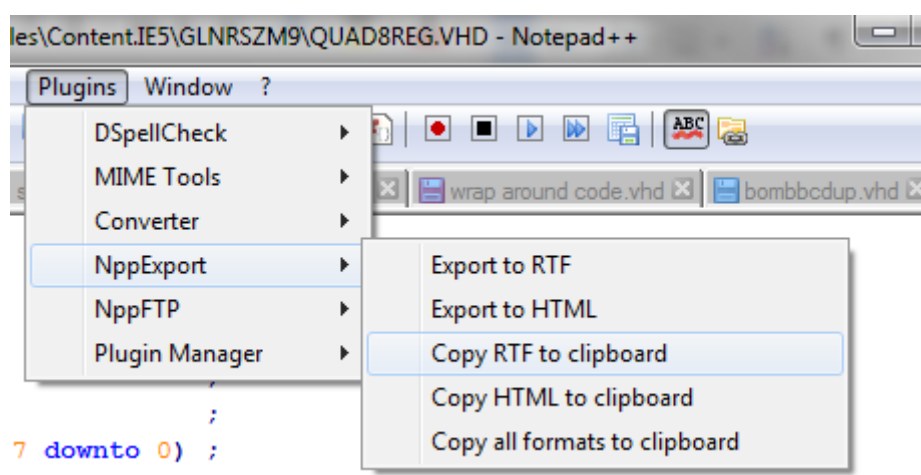 les\Content.IE5\GLNRSZM9\QUAD8REG.VHD - Notepad++
Plugins Window ?
DSpellCheck
ABC
MIME Tools
wrap around code.vhd bombbcdup.vhd
Converter
NppExport
Export to RTF
NppFTP
Export to HTML
Plugin Manager
Copy RTF to clipboard
;
Copy HTML to clipboard
;
7 downto 0) ;
Copy all formats to clipboard